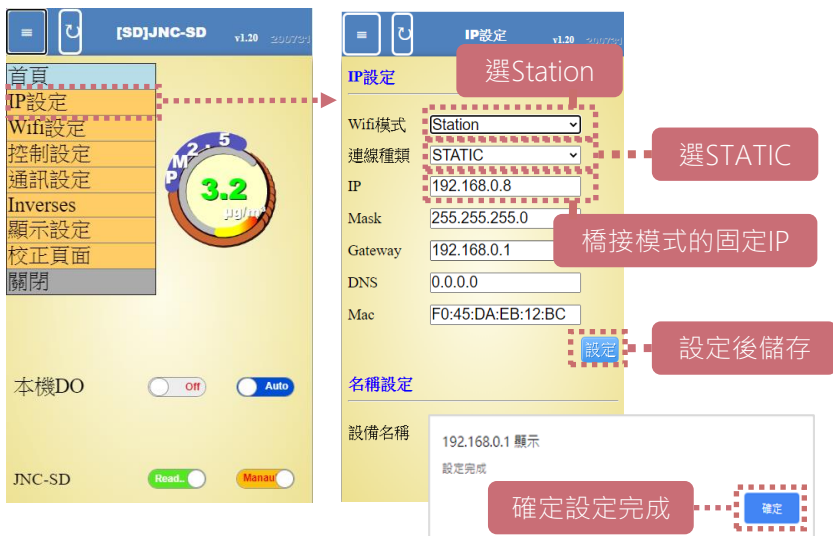 ≡ ↻ [SD]JNC-SD v1.20 200731
首頁
IP設定
Wifi設定
控制設定
通訊設定
Inverses
顯示設定
校正頁面
關閉
PM2.5
3.2
μg/m³
本機DO Off Auto
JNC-SD Read.. Manau
≡ ↻ IP設定 v1.20 200731
IP設定
選Station
Wifi模式 Station
連線種類 STATIC
選STATIC
IP 192.168.0.8
Mask 255.255.255.0
橋接模式的固定IP
Gateway 192.168.0.1
DNS 0.0.0.0
Mac F0:45:DA:EB:12:BC
設定
設定後儲存
名稱設定
設備名稱
192.168.0.1 顯示
設定完成
確定設定完成
確定